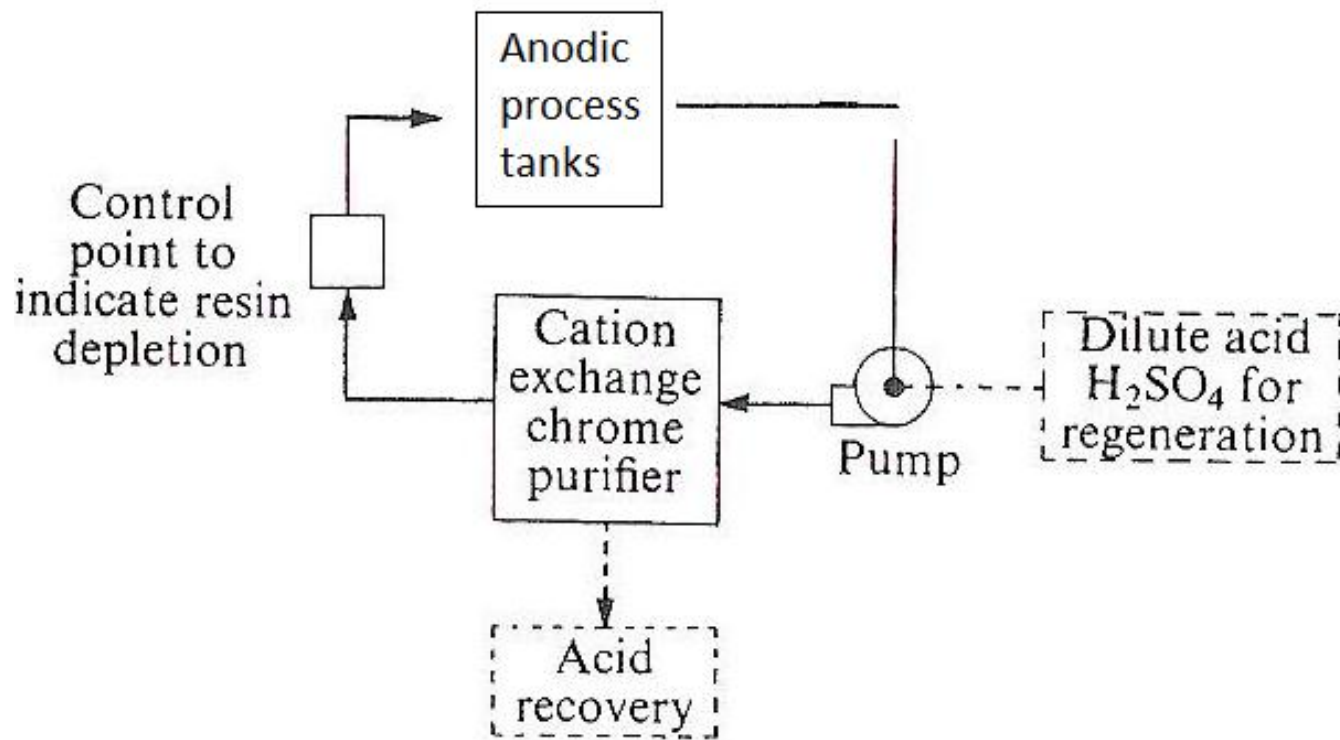 Anodic
process
tanks
Control
point to
indicate resin
depletion
Cation
exchange
chrome
purifier
Pump
Dilute acid
H₂SO₄ for
regeneration
Acid
recovery